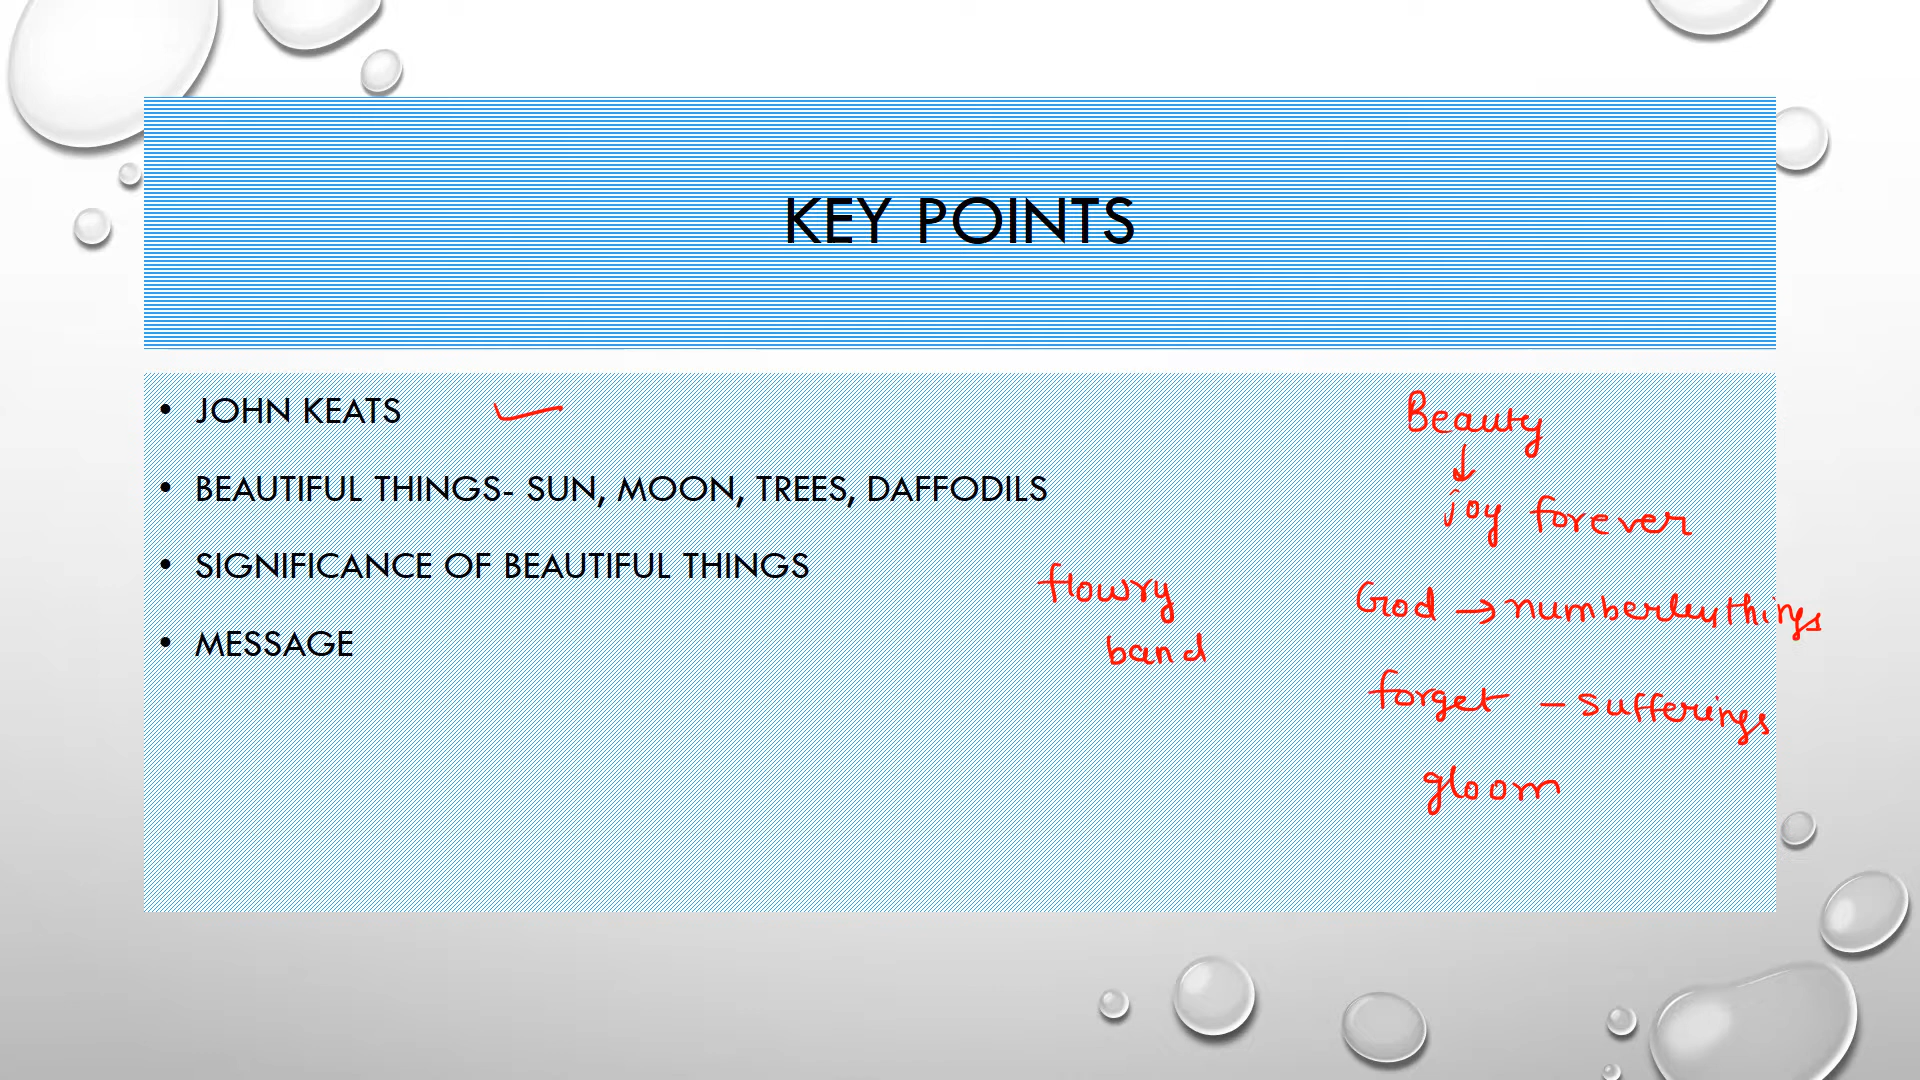 KEY POINTS
• JOHN KEATS
• BEAUTIFUL THINGS- SUN, MOON, TREES, DAFFODILS
• SIGNIFICANCE OF BEAUTIFUL THINGS
• MESSAGE
flowry
band
Beauty
↓
joy forever
God → numberley things
forget – sufferings
gloom